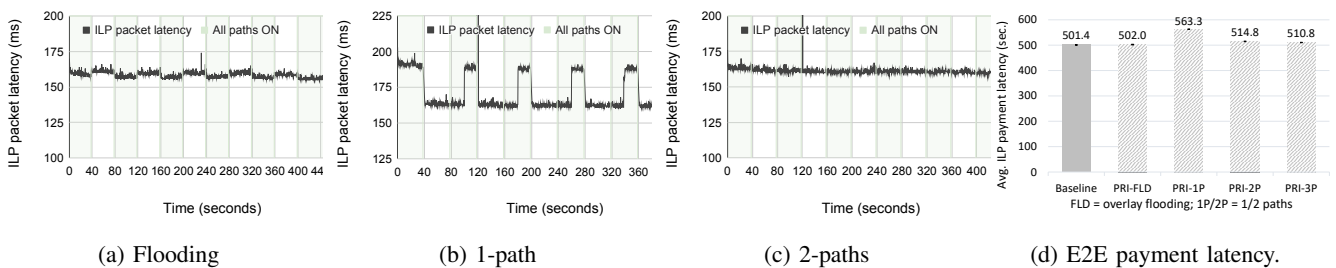 ILP packet latency (ms)
200
175
150
125
100
ILP packet latency All paths ON
0 40 80 120 160 200 240 280 320 360 400 44
Time (seconds)
(a) Flooding
ILP packet latency (ms)
225
200
175
150
125
ILP packet latency All paths ON
0 40 80 120 160 200 240 280 320 360
Time (seconds)
(b) 1-path
ILP packet latency (ms)
200
175
150
125
100
ILP packet latency All paths ON
0 40 80 120 160 200 240 280 320 360 400
Time (seconds)
(c) 2-paths
Avg. ILP payment latency (sec.)
600
500
400
300
200
100
0
501.4 502.0 563.3 514.8 510.8
Baseline PRI-FLD PRI-1P PRI-2P PRI-3P
FLD = overlay flooding; 1P/2P = 1/2 paths
(d) E2E payment latency.